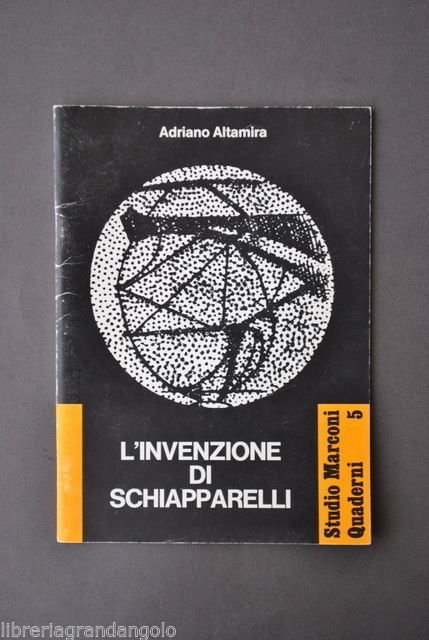 Adriano Altamira
L'INVENZIONE
DI
SCHIAPPARELLI
Studio Marconi
Quaderni 5
libreriagrandangolo